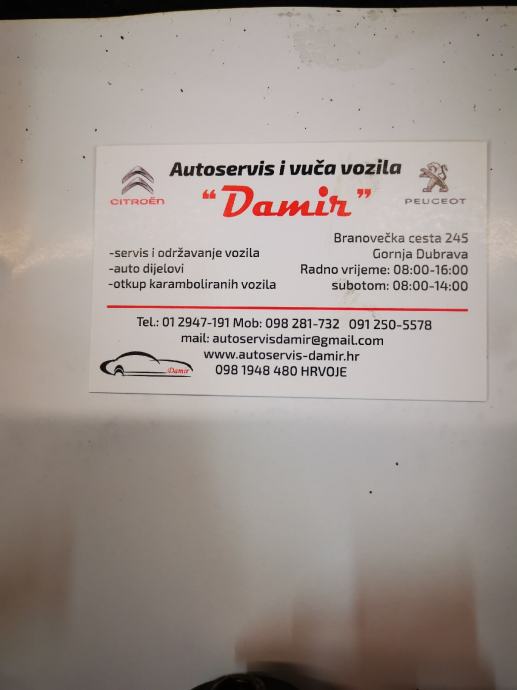 Autoservis i vuča vozila
CITROËN
"Damir"
PEUGEOT
Branovečka cesta 245
Gornja Dubrava
-servis i održavanje vozila
-auto dijelovi
-otkup karamboliranih vozila
Radno vrijeme: 08:00-16:00
subotom: 08:00-14:00
Tel.: 01 2947-191 Mob: 098 281-732 091 250-5578
mail: autoservisdamir@gmail.com
www.autoservis-damir.hr
098 1948 480 HRVOJE
Damir